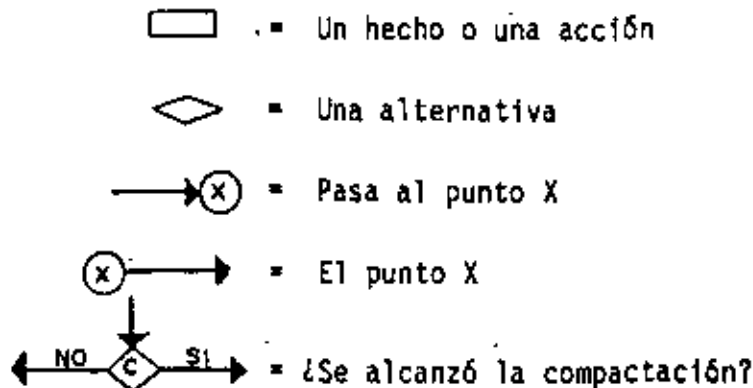 = Un hecho o una acción
= Una alternativa
X = Pasa al punto X
X = El punto X
NO C SI = ¿Se alcanzó la compactación?